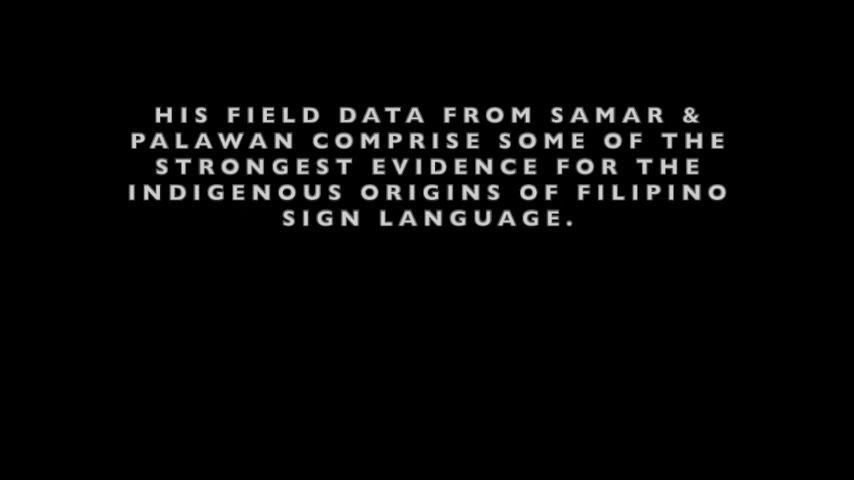 HIS FIELD DATA FROM SAMAR &
PALAWAN COMPRISE SOME OF THE
STRONGEST EVIDENCE FOR THE
INDIGENOUS ORIGINS OF FILIPINO
SIGN LANGUAGE.